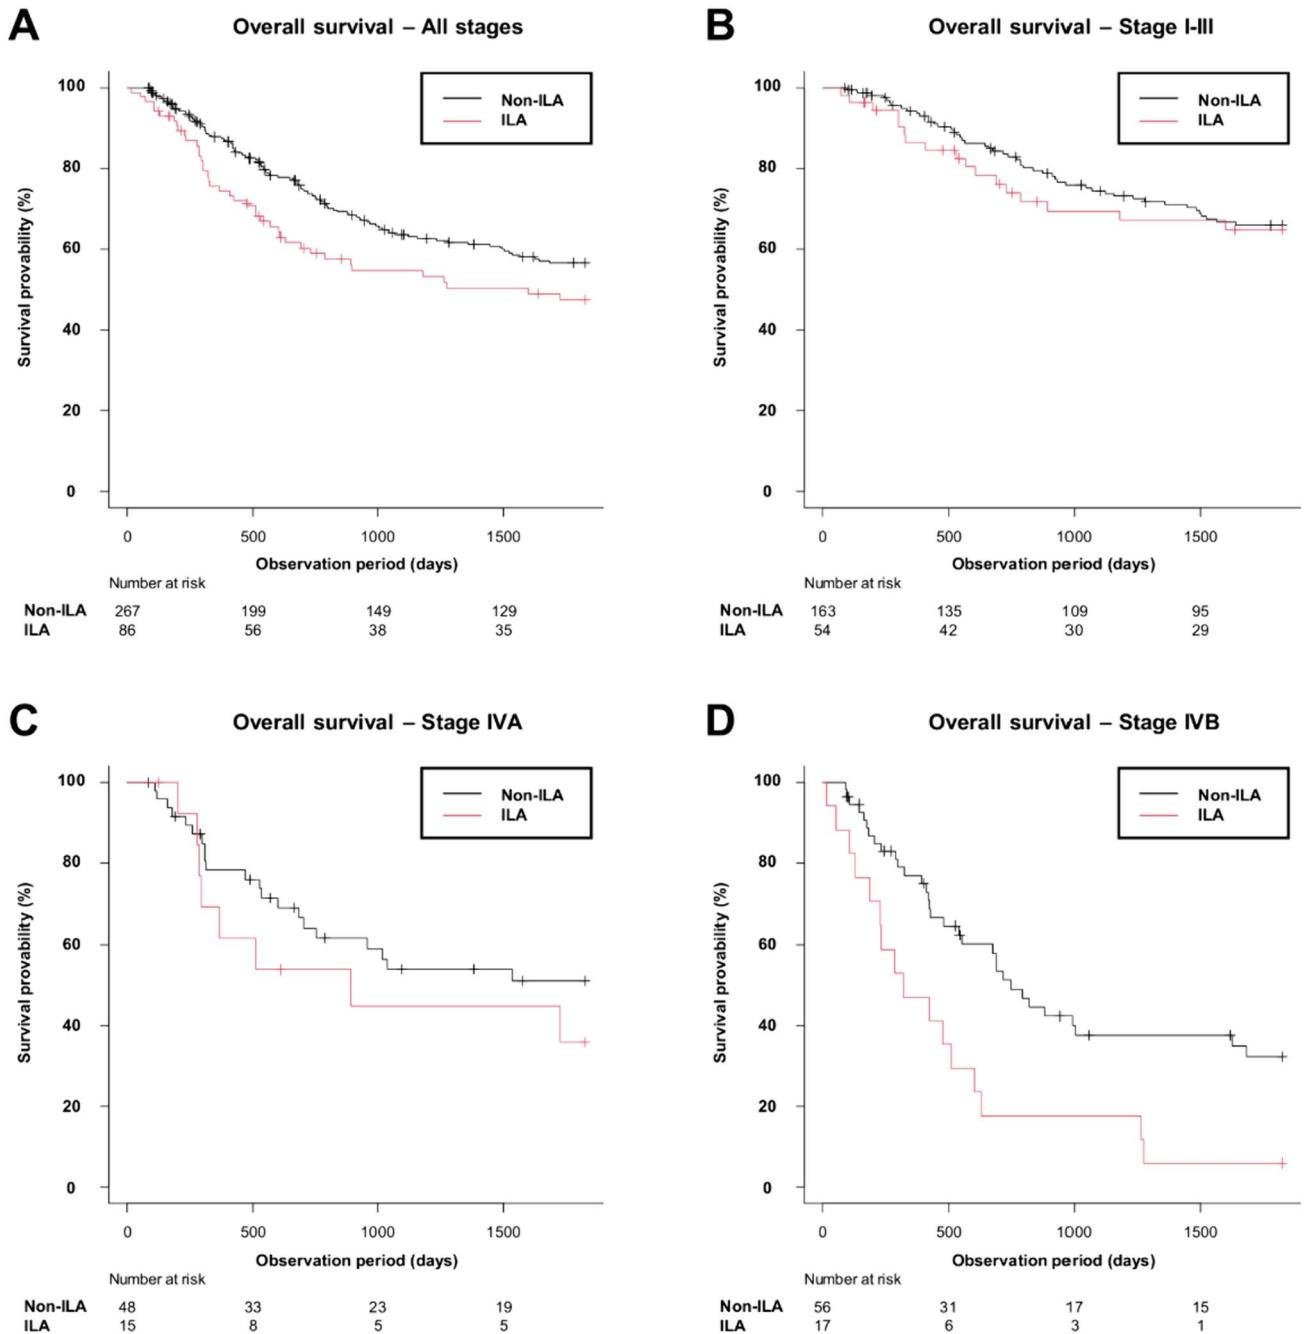 A
Overall survival – All stages
100
80
60
40
20
0
Survival provability (%)
Non-ILA
ILA
0 500 1000 1500
Observation period (days)
Number at risk
Non-ILA 267 199 149 129
ILA 86 56 38 35
B
Overall survival – Stage I-III
100
80
60
40
20
0
Survival provability (%)
Non-ILA
ILA
0 500 1000 1500
Observation period (days)
Number at risk
Non-ILA 163 135 109 95
ILA 54 42 30 29
C
Overall survival – Stage IVA
100
80
60
40
20
0
Survival provability (%)
Non-ILA
ILA
0 500 1000 1500
Observation period (days)
Number at risk
Non-ILA 48 33 23 19
ILA 15 8 5 5
D
Overall survival – Stage IVB
100
80
60
40
20
0
Survival provability (%)
Non-ILA
ILA
0 500 1000 1500
Observation period (days)
Number at risk
Non-ILA 56 31 17 15
ILA 17 6 3 1